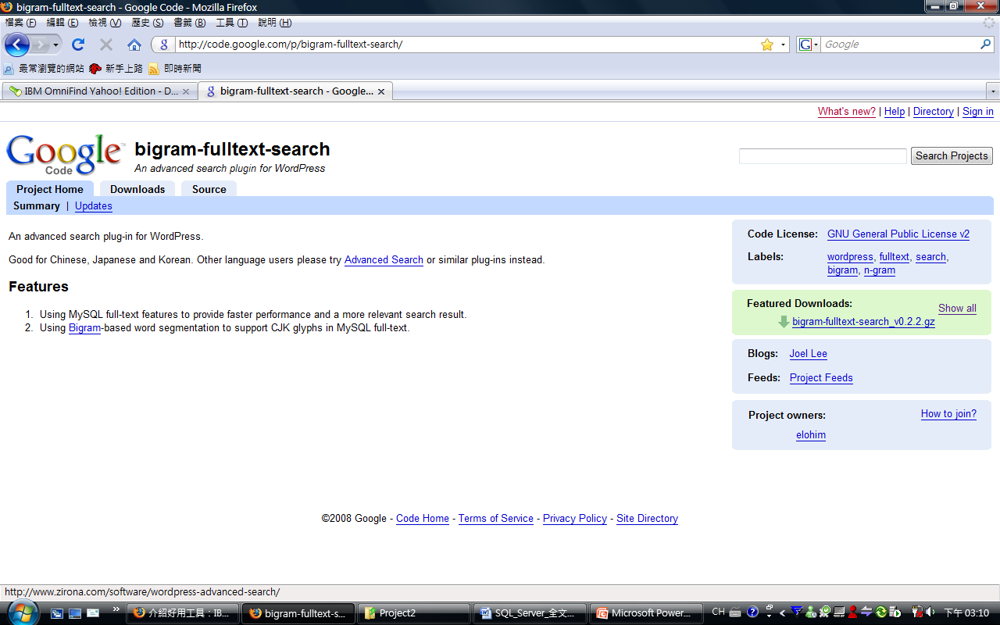 bigram-fulltext-search - Google Code - Mozilla Firefox
檔案 (F) 編輯 (E) 檢視 (V) 歷史 (S) 書籤 (B) 工具 (T) 說明 (H)
http://code.google.com/p/bigram-fulltext-search/
Google
最常瀏覽的網站 新手上路 即時新聞
IBM OmniFind Yahoo! Edition - D... bigram-fulltext-search - Google...
What's new? | Help | Directory | Sign in
Google™ Code
bigram-fulltext-search
An advanced search plugin for WordPress
Search Projects
Project Home Downloads Source
Summary | Updates
An advanced search plug-in for WordPress.
Good for Chinese, Japanese and Korean. Other language users please try Advanced Search or similar plug-ins instead.
Features
1. Using MySQL full-text features to provide faster performance and a more relevant search result.
2. Using Bigram-based word segmentation to support CJK glyphs in MySQL full-text.
Code License: GNU General Public License v2
Labels: wordpress, fulltext, search,
bigram, n-gram
Featured Downloads: Show all
bigram-fulltext-search_v0.2.2.gz
Blogs: Joel Lee
Feeds: Project Feeds
Project owners: How to join?
elohim
©2008 Google - Code Home - Terms of Service - Privacy Policy - Site Directory
http://www.zirona.com/software/wordpress-advanced-search/
介紹好用工具：IB... bigram-fulltext-s... Project2 SQL_Server_全文... Microsoft Power... CH 下午 03:10